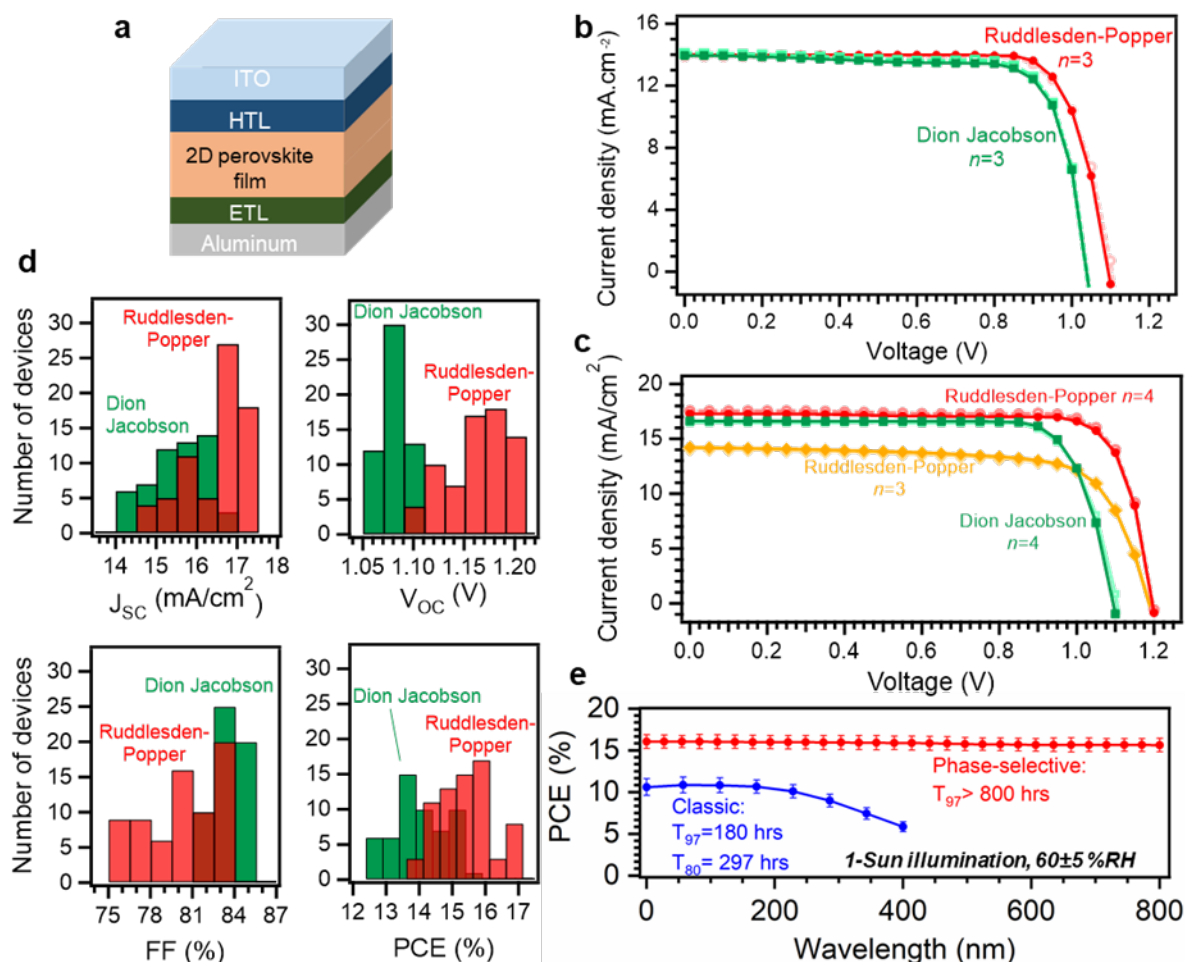 a
ITO
HTL
2D perovskite
film
ETL
Aluminum
b
Current density (mA.cm-2)
16
12
8
4
0
Ruddlesden-Popper
n=3
Dion Jacobson
n=3
0.0 0.2 0.4 0.6 0.8 1.0 1.2
Voltage (V)
c
Current density (mA/cm2)
20
15
10
5
0
Ruddlesden-Popper n=4
Ruddlesden-Popper
n=3
Dion Jacobson
n=4
0.0 0.2 0.4 0.6 0.8 1.0 1.2
Voltage (V)
d
Number of devices
30
25
20
15
10
5
0
Ruddlesden-
Popper
Dion
Jacobson
14 15 16 17 18
JSC (mA/cm2)
30
25
20
15
10
5
0
Dion Jacobson
Ruddlesden-
Popper
1.05 1.10 1.15 1.20
VOC (V)
Number of devices
30
25
20
15
10
5
0
Dion Jacobson
Ruddlesden-
Popper
75 78 81 84 87
FF (%)
30
25
20
15
10
5
0
Dion Jacobson
Ruddlesden-
Popper
12 13 14 15 16 17
PCE (%)
e
PCE (%)
20
15
10
5
0
Phase-selective:
T97> 800 hrs
Classic:
T97=180 hrs
T80= 297 hrs
1-Sun illumination, 60±5 %RH
0 200 400 600 800
Wavelength (nm)